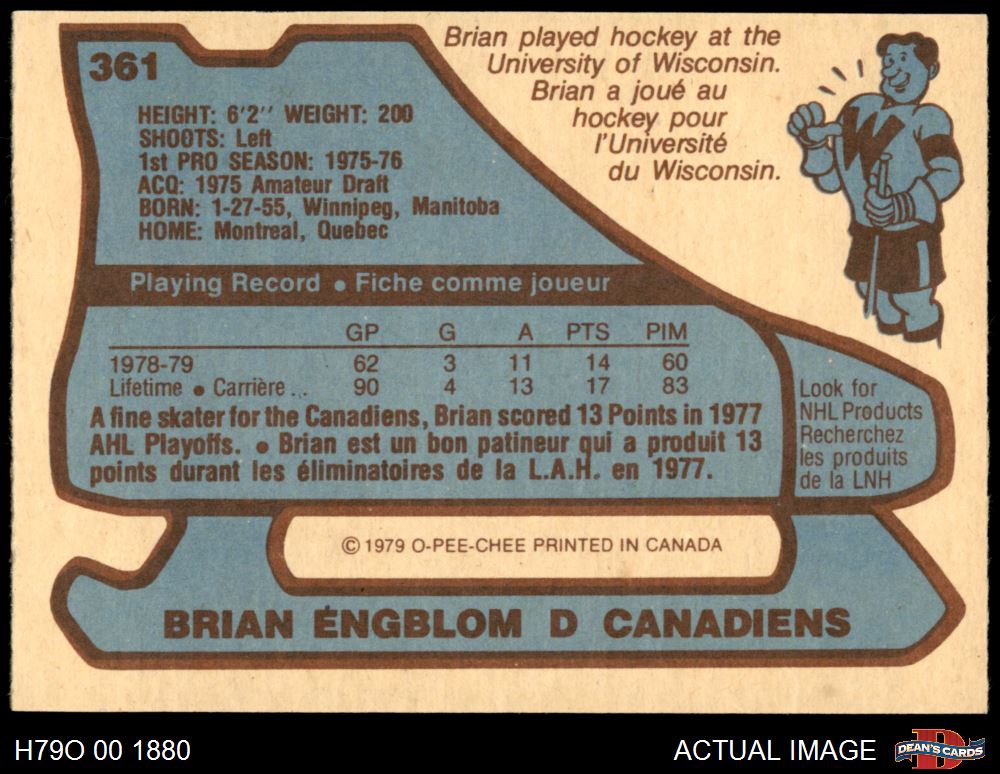 361
Brian played hockey at the
University of Wisconsin.
Brian a joué au
hockey pour
l'Université
du Wisconsin.
W
HEIGHT: 6'2'' WEIGHT: 200
SHOOTS: Left
1st PRO SEASON: 1975-76
ACQ: 1975 Amateur Draft
BORN: 1-27-55, Winnipeg, Manitoba
HOME: Montreal, Quebec
Playing Record • Fiche comme joueur
GP G A PTS PIM
1978-79 62 3 11 14 60
Lifetime • Carrière ... 90 4 13 17 83
A fine skater for the Canadiens, Brian scored 13 Points in 1977
AHL Playoffs. • Brian est un bon patineur qui a produit 13
points durant les éliminatoires de la L.A.H. en 1977.
Look for
NHL Products
Recherchez
les produits
de la LNH
© 1979 O-PEE-CHEE PRINTED IN CANADA
BRIAN ENGBLOM D CANADIENS
H79O 00 1880
ACTUAL IMAGE
D
DEAN'S CARDS